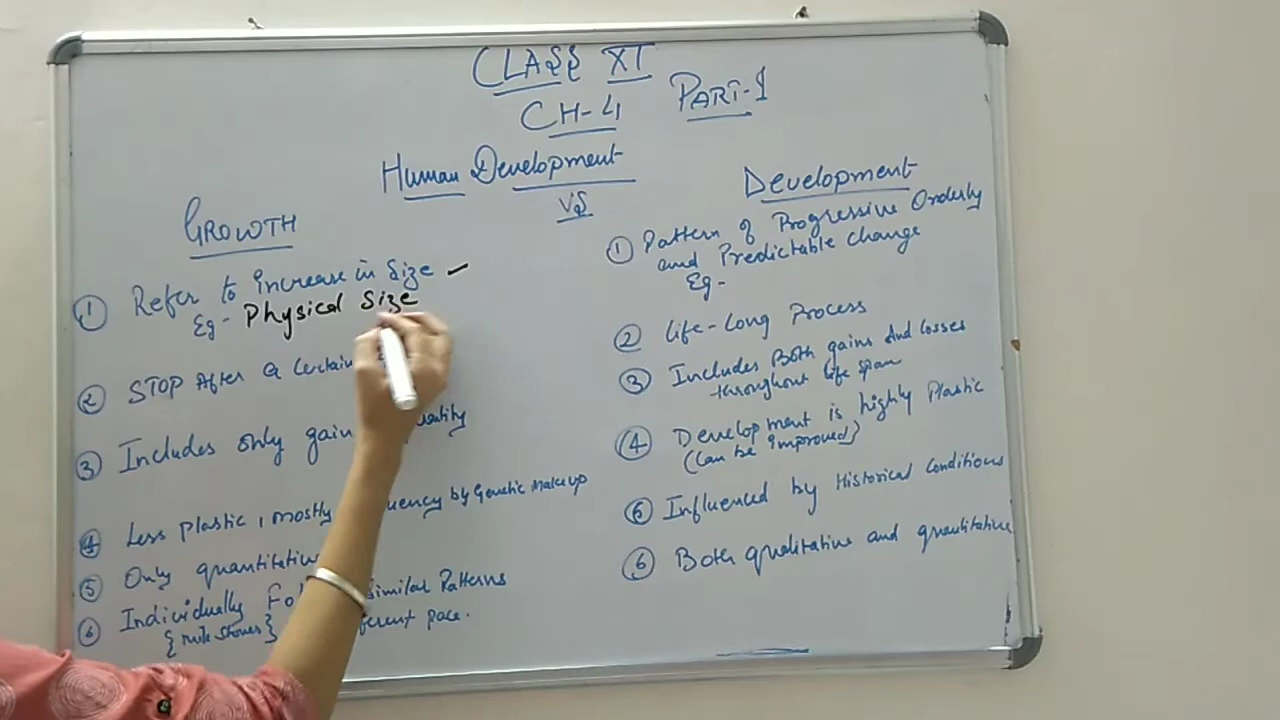 CLASS XI
CH-4 PART-1
Human Development
VS
GROWTH
① Refer to increase in Size
Eg- Physical Size
② STOP After a Certain
③ Includes only gain
④ Less plastic, mostly by Genetic Makeup
⑤ Only quantitative
⑥ Individually Similar Patterns
{mile stones} pace.
Development
① Pattern of Progressive Orderly
and Predictable change
Eg-
② Life-Long Process
③ Includes Both gains and losses
throughout life span
④ Development is highly Plastic
(Can be improved)
⑤ Influenced by Historical Conditions
⑥ Both qualitative and quantitative